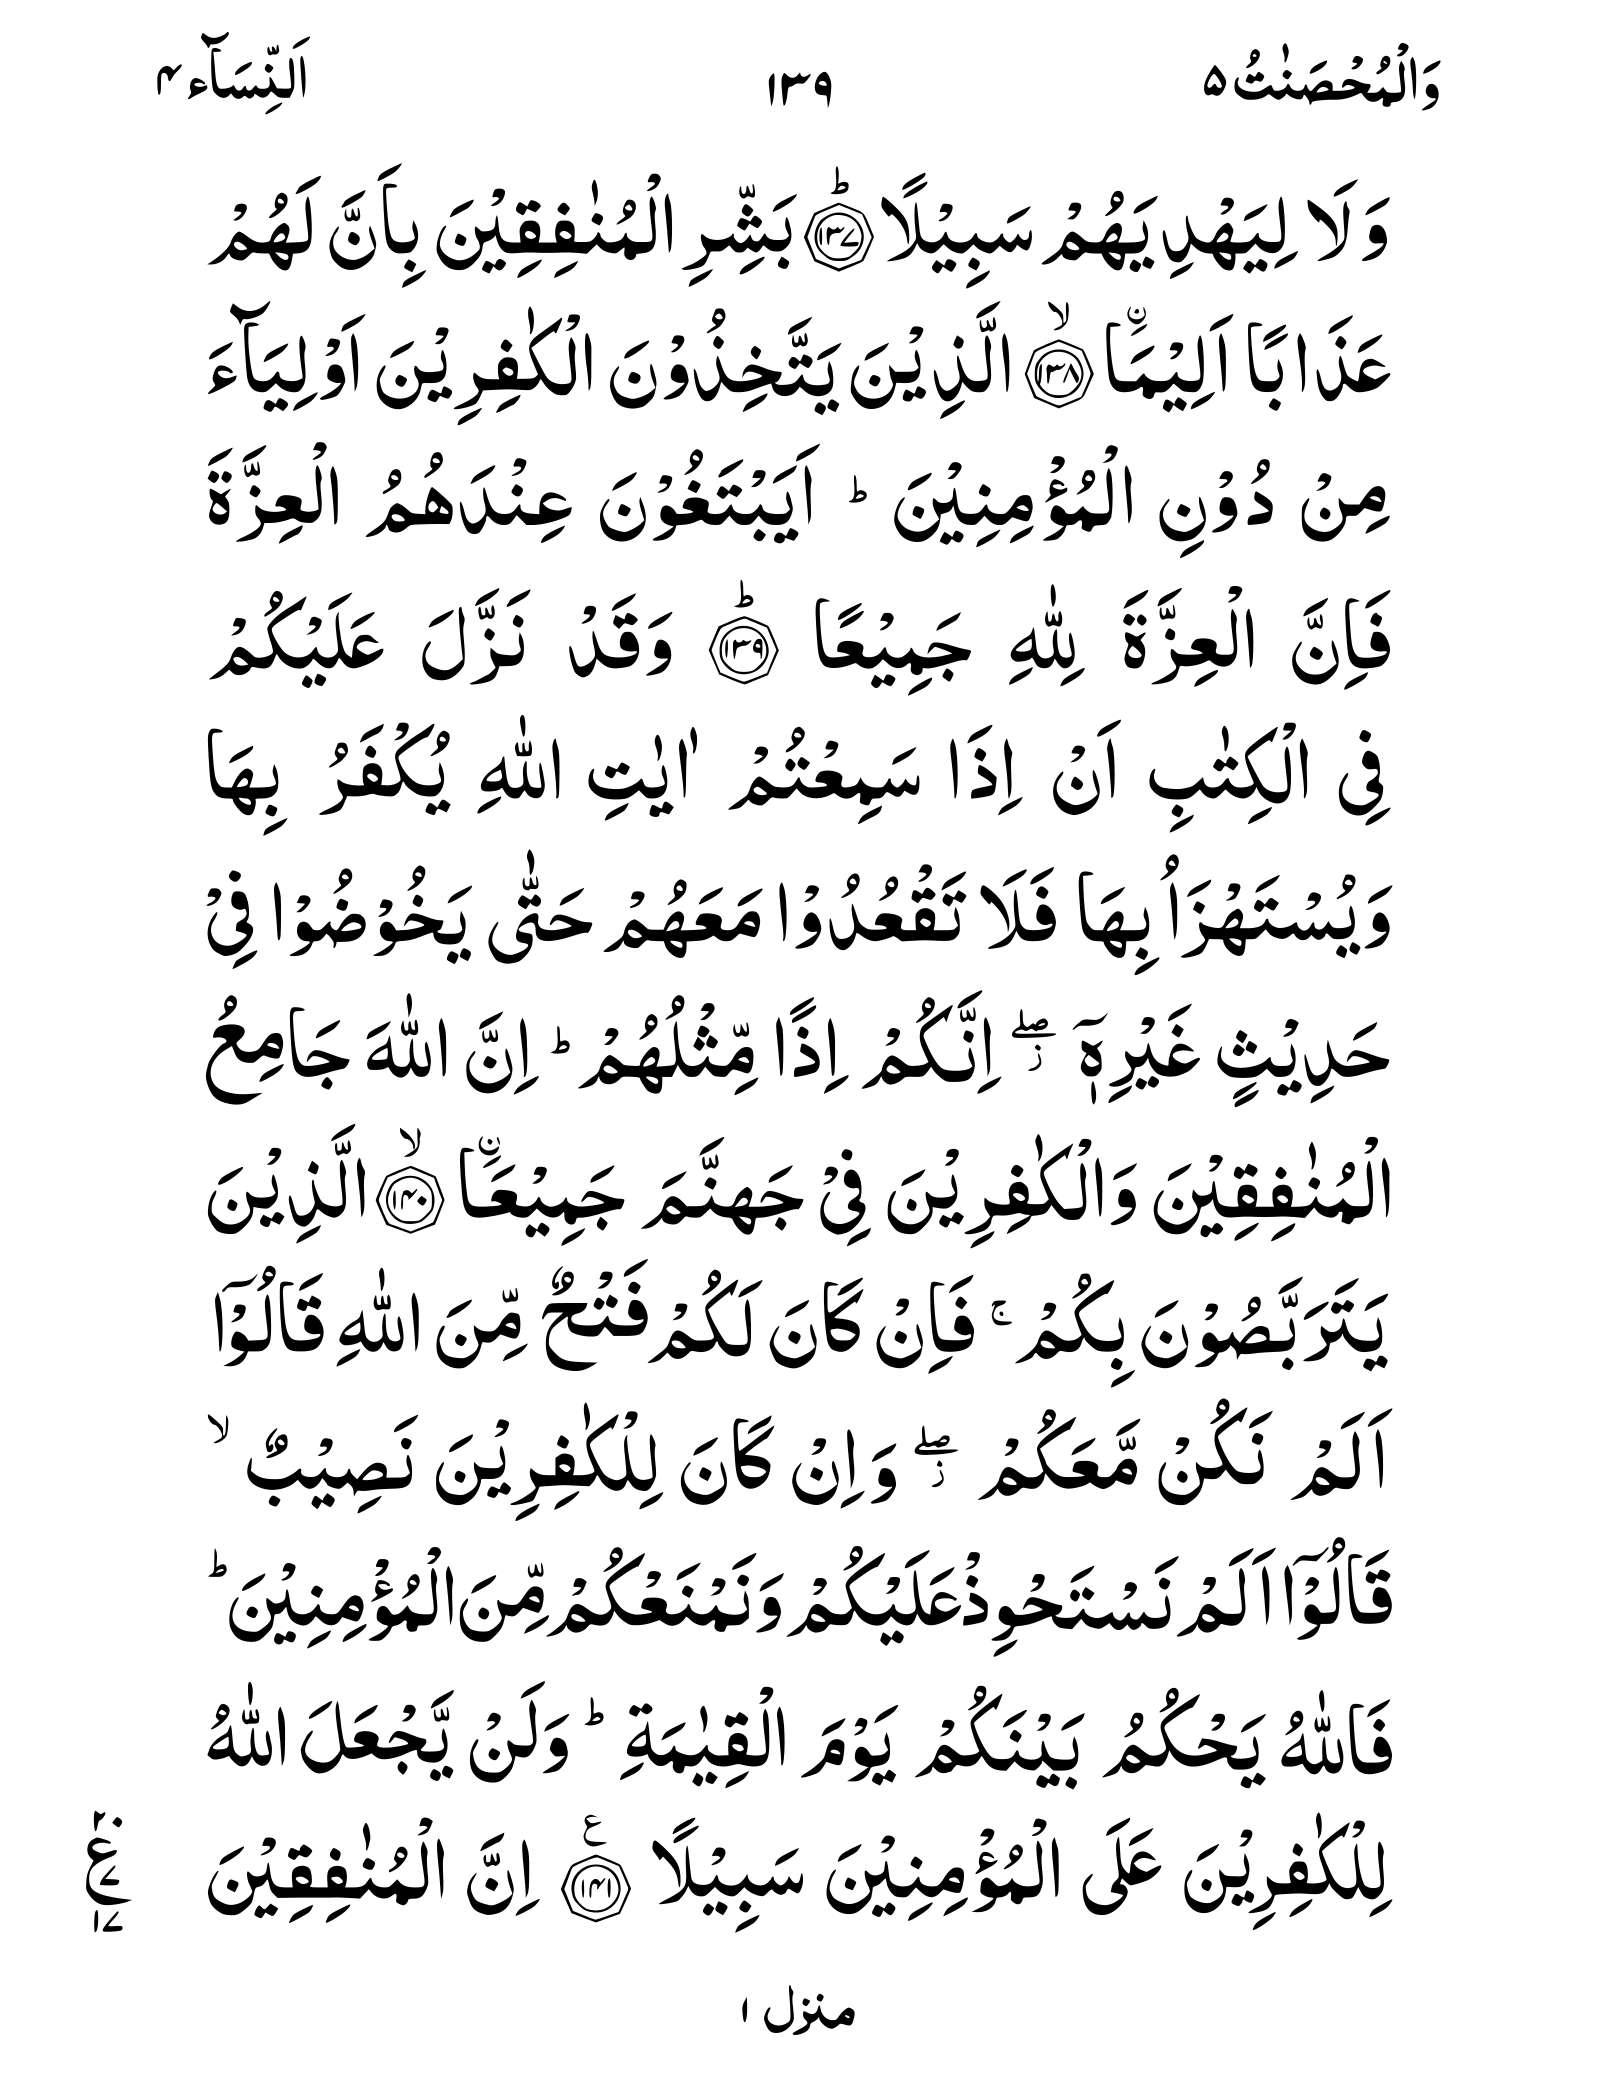 وَالْمُحْصَنٰتُ ۵ ۱۳۹ اَلنِّسَآء ۴
وَلَا لِيَهْدِيَهُمْ سَبِيْلًا ؕ‏﴿۱۳۷﴾ بَشِّرِ الْمُنٰفِقِيْنَ بِاَنَّ لَهُمْ
عَذَابًا اَلِيْمَاۨ ۙ‏﴿۱۳۸﴾ الَّذِيْنَ يَتَّخِذُوْنَ الْكٰفِرِيْنَ اَوْلِيَآءَ
مِنْ دُوْنِ الْمُؤْمِنِيْنَ ؕ اَيَبْتَغُوْنَ عِنْدَهُمُ الْعِزَّةَ
فَاِنَّ الْعِزَّةَ لِلّٰهِ جَمِيْعًا ؕ‏﴿۱۳۹﴾ وَقَدْ نَزَّلَ عَلَيْكُمْ
فِى الْكِتٰبِ اَنْ اِذَا سَمِعْتُمْ اٰيٰتِ اللّٰهِ يُكْفَرُ بِهَا
وَيُسْتَهْزَاُ بِهَا فَلَا تَقْعُدُوْا مَعَهُمْ حَتّٰى يَخُوْضُوْا فِىْ
حَدِيْثٍ غَيْرِهٖۤ ۖ ز اِنَّكُمْ اِذًا مِّثْلُهُمْ ؕ اِنَّ اللّٰهَ جَامِعُ
الْمُنٰفِقِيْنَ وَالْكٰفِرِيْنَ فِىْ جَهنَّمَ جَمِيْعَاۨ ۙ‏﴿۱۴۰﴾ الَّذِيْنَ
يَتَرَبَّصُوْنَ بِكُمْ ۚ فَاِنْ كَانَ لَكُمْ فَتْحٌ مِّنَ اللّٰهِ قَالُوْۤا
اَلَمْ نَكُنْ مَّعَكُمْ ۖ ز وَاِنْ كَانَ لِلْكٰفِرِيْنَ نَصِيْبٌ ۙ
قَالُوْۤا اَلَمْ نَسْتَحْوِذْ عَلَيْكُمْ وَنَمْنَعْكُمْ مِّنَ الْمُؤْمِنِيْنَ ؕ
فَاللّٰهُ يَحْكُمُ بَيْنَكُمْ يَوْمَ الْقِيٰمَةِ ؕ وَلَنْ يَّجْعَلَ اللّٰهُ
لِلْكٰفِرِيْنَ عَلَى الْمُؤْمِنِيْنَ سَبِيْلًا ‏﴿۱۴۱﴾ ع اِنَّ الْمُنٰفِقِيْنَ
۲۰ ع ۷ ۱۷
منزل ۱